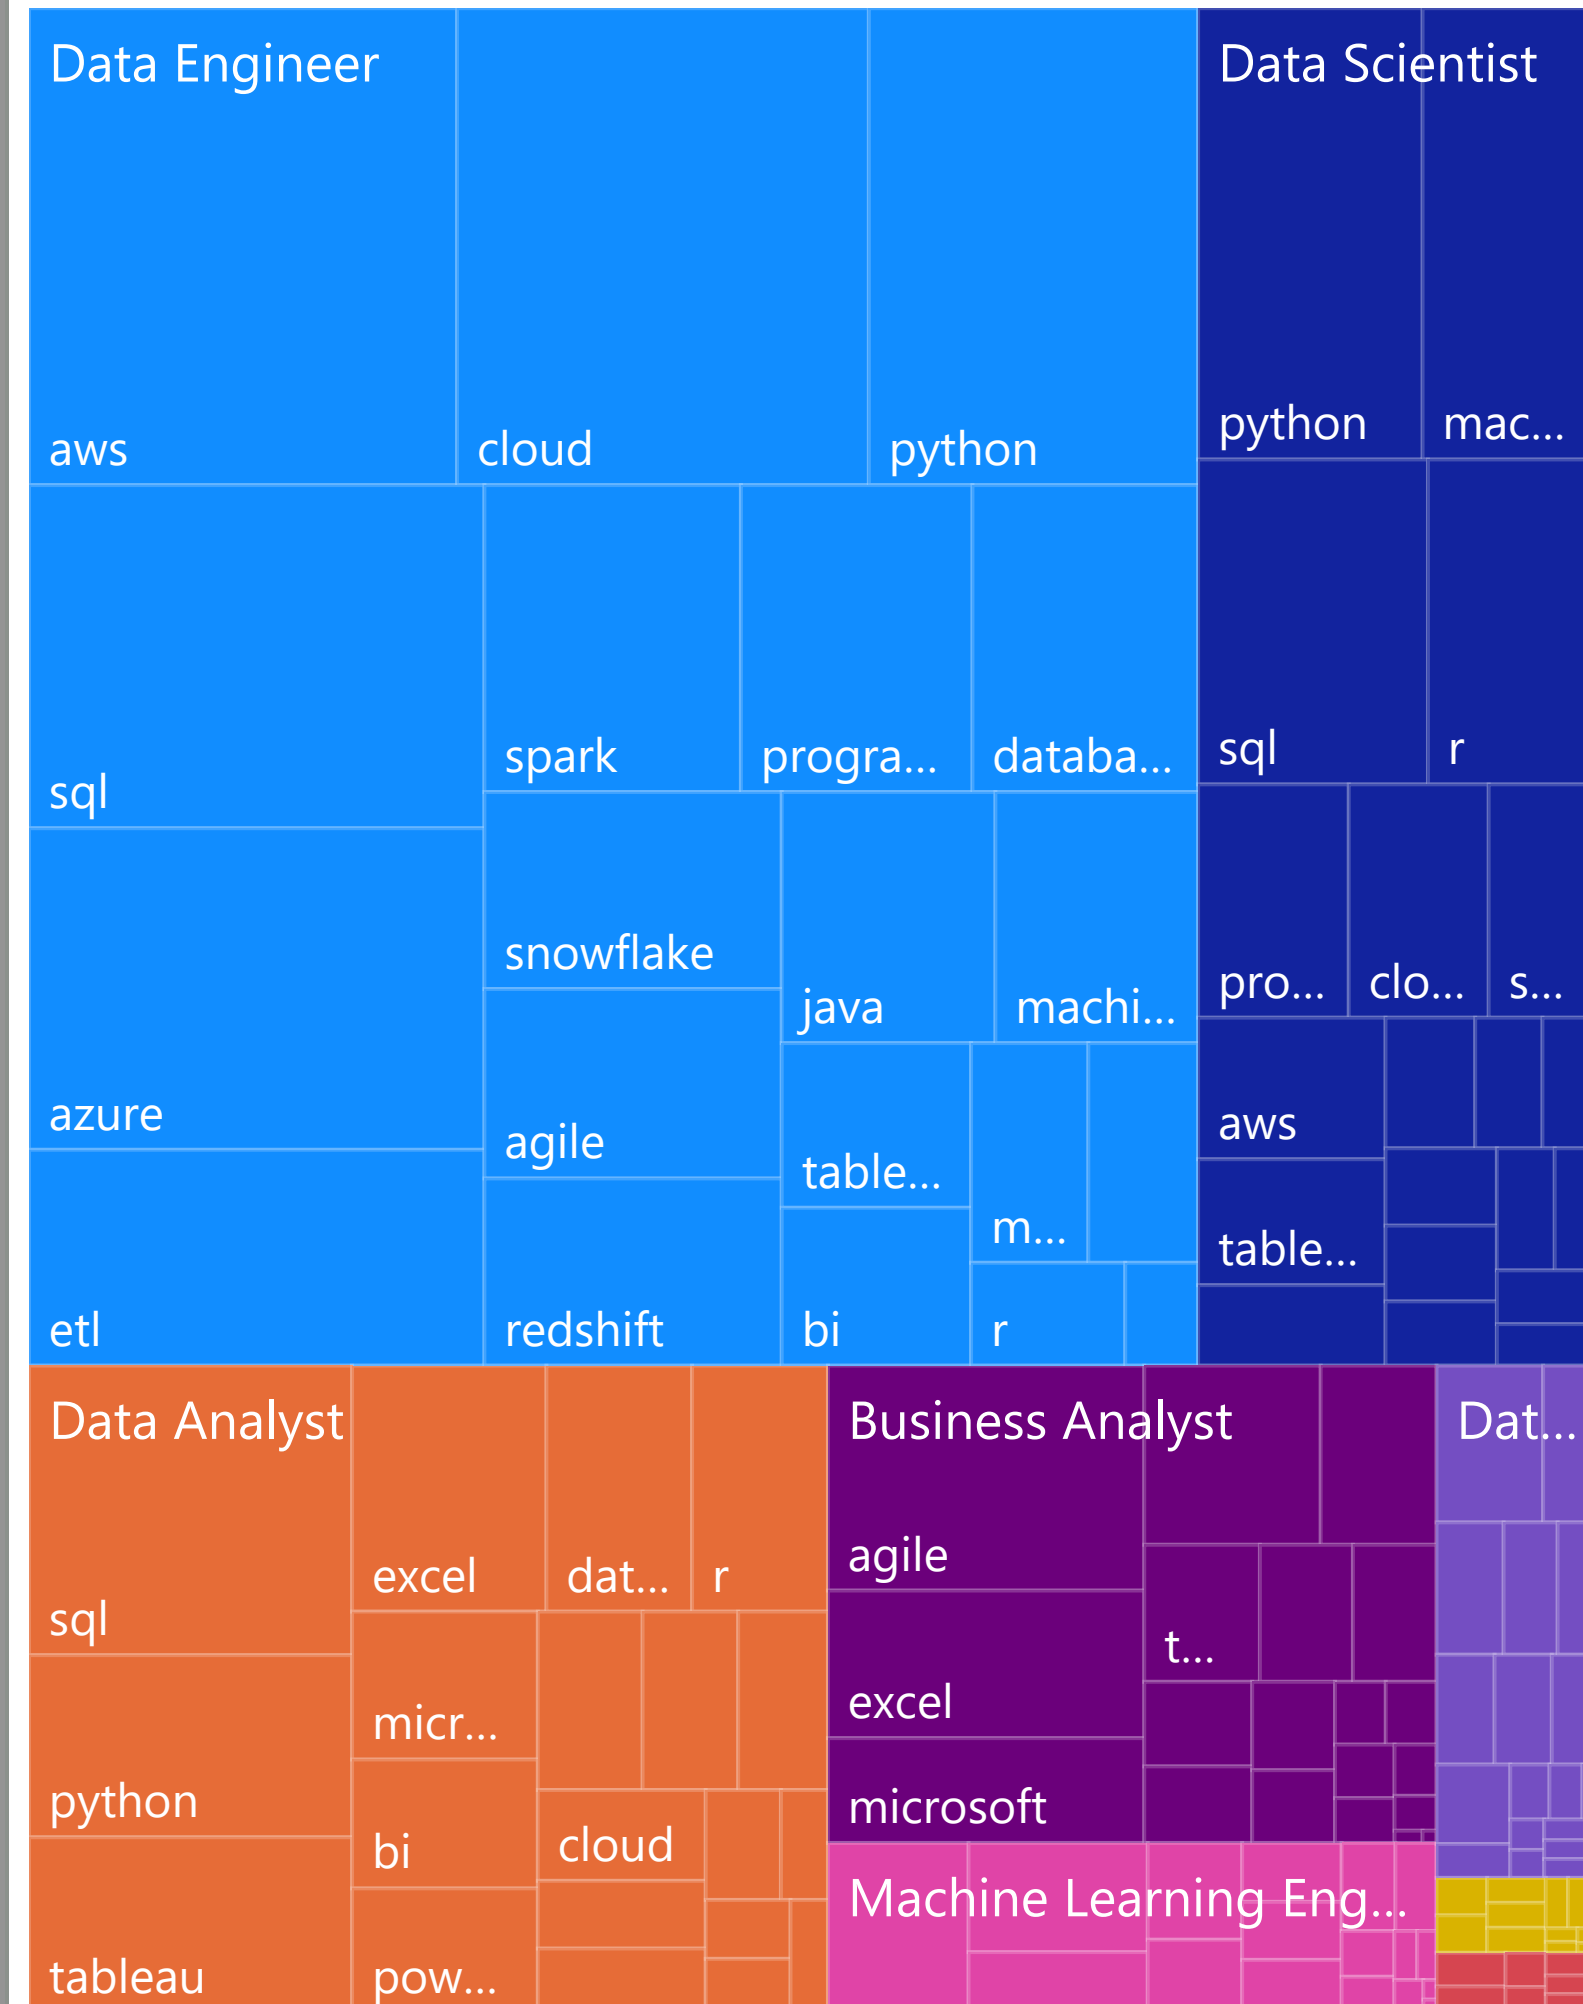 Data Engineer
aws
cloud
python
sql
spark
progra...
databa...
azure
snowflake
java
machi...
agile
table...
m...
etl
redshift
bi
r
Data Scientist
python
mac...
sql
r
pro...
clo...
s...
aws
table...
Data Analyst
sql
excel
dat...
r
python
micr...
bi
cloud
tableau
pow...
Business Analyst
agile
excel
t...
microsoft
Dat...
Machine Learning Eng...